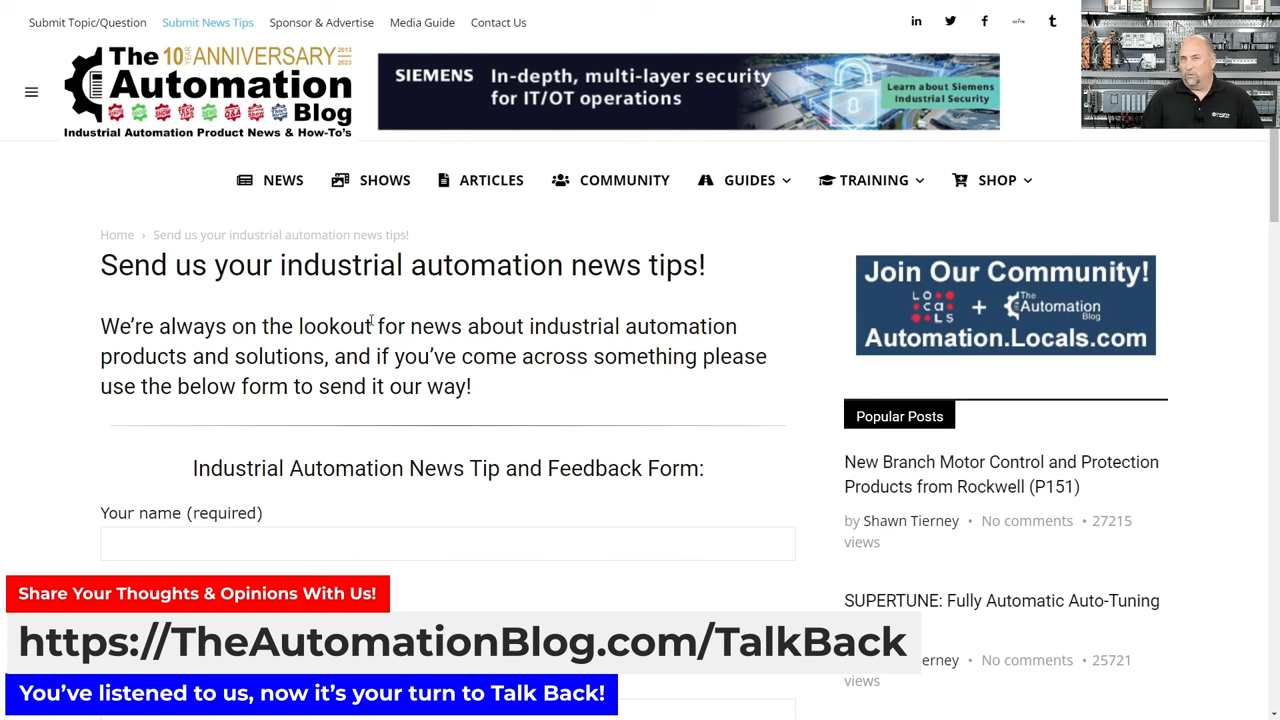 Submit Topic/Question Submit News Tips Sponsor & Advertise Media Guide Contact Us
The 10 YEAR ANNIVERSARY 2013 2023
Automation
Blog
Industrial Automation Product News & How-To's
SIEMENS In-depth, multi-layer security
for IT/OT operations
Learn about Siemens
Industrial Security
NEWS SHOWS ARTICLES COMMUNITY GUIDES TRAINING SHOP
Home › Send us your industrial automation news tips!
Send us your industrial automation news tips!
We're always on the lookout for news about industrial automation
products and solutions, and if you've come across something please
use the below form to send it our way!
Industrial Automation News Tip and Feedback Form:
Your name (required)
Join Our Community!
LOCALS + The Automation Blog
Automation.Locals.com
Popular Posts
New Branch Motor Control and Protection
Products from Rockwell (P151)
by Shawn Tierney • No comments • 27215
views
SUPERTUNE: Fully Automatic Auto-Tuning
erney • No comments • 25721
views
Share Your Thoughts & Opinions With Us!
https://TheAutomationBlog.com/TalkBack
You've listened to us, now it's your turn to Talk Back!